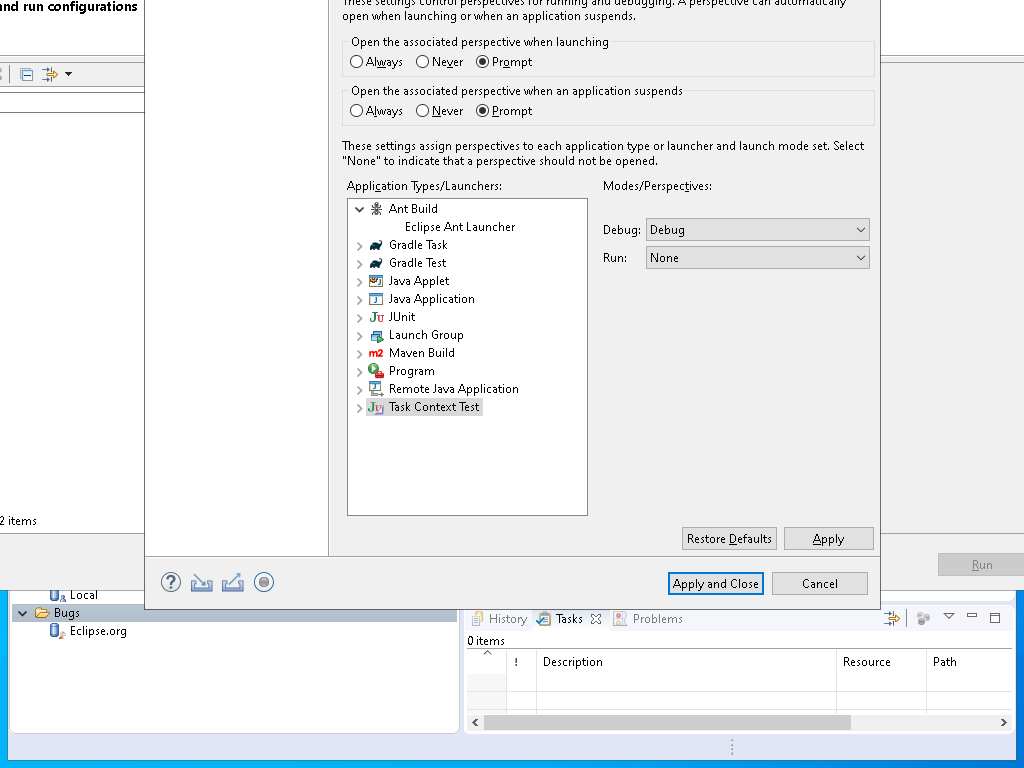 and run configurations
These settings control perspectives for running and debugging. A perspective can automatically
open when launching or when an application suspends.
Open the associated perspective when launching
Always Never Prompt
Open the associated perspective when an application suspends
Always Never Prompt
These settings assign perspectives to each application type or launcher and launch mode set. Select
"None" to indicate that a perspective should not be opened.
Application Types/Launchers:
Modes/Perspectives:
Ant Build
Eclipse Ant Launcher
Gradle Task
Gradle Test
Java Applet
Java Application
JUnit
Launch Group
Maven Build
Program
Remote Java Application
Task Context Test
Debug: Debug
Run: None
2 items
Restore Defaults Apply
Apply and Close Cancel
Run
Local
Bugs
Eclipse.org
History Tasks Problems
0 items
! Description Resource Path